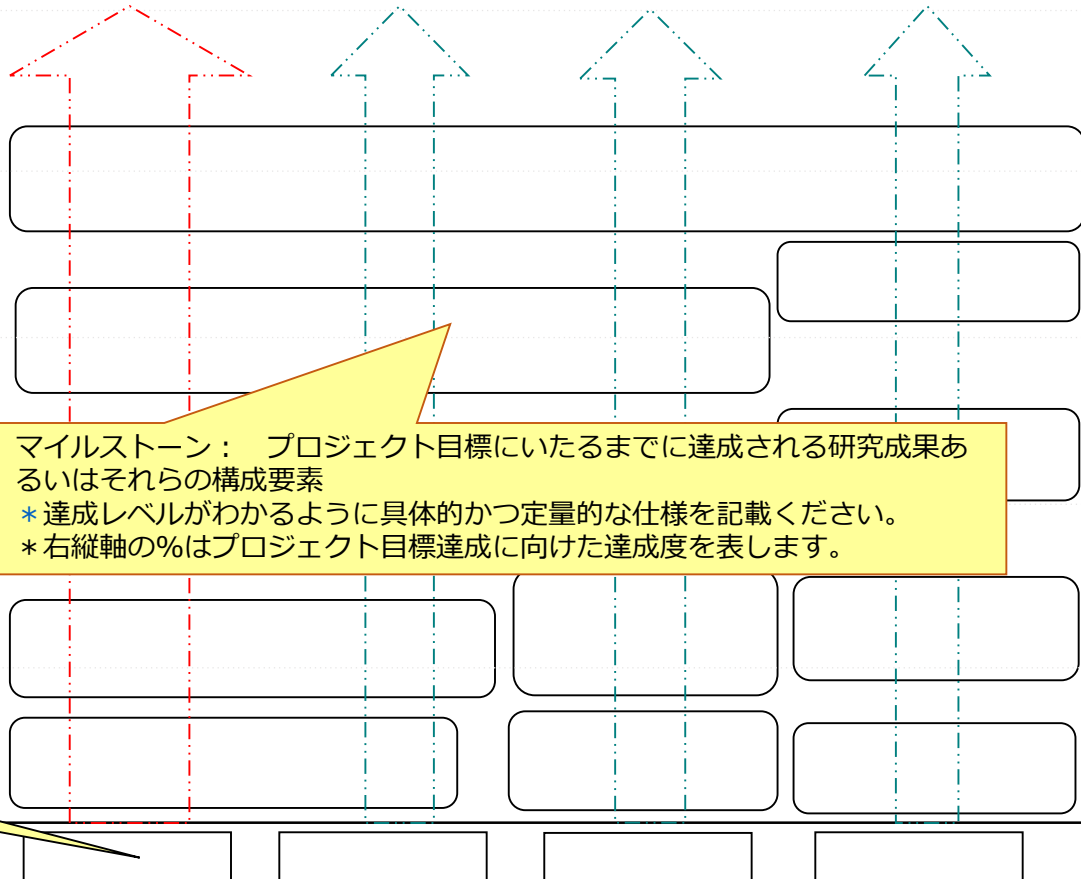 マイルストーン：　プロジェクト目標にいたるまでに達成される研究成果あ
るいはそれらの構成要素
＊達成レベルがわかるように具体的かつ定量的な仕様を記載ください。
＊右縦軸の%はプロジェクト目標達成に向けた達成度を表します。